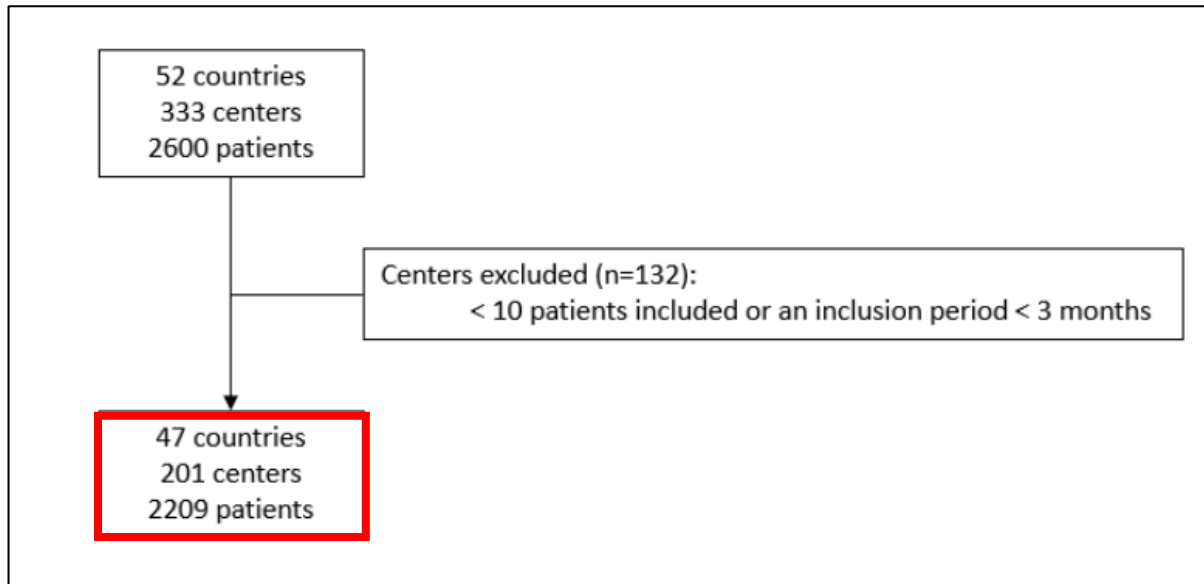 52 countries
333 centers
2600 patients
Centers excluded (n=132):
< 10 patients included or an inclusion period < 3 months
47 countries
201 centers
2209 patients